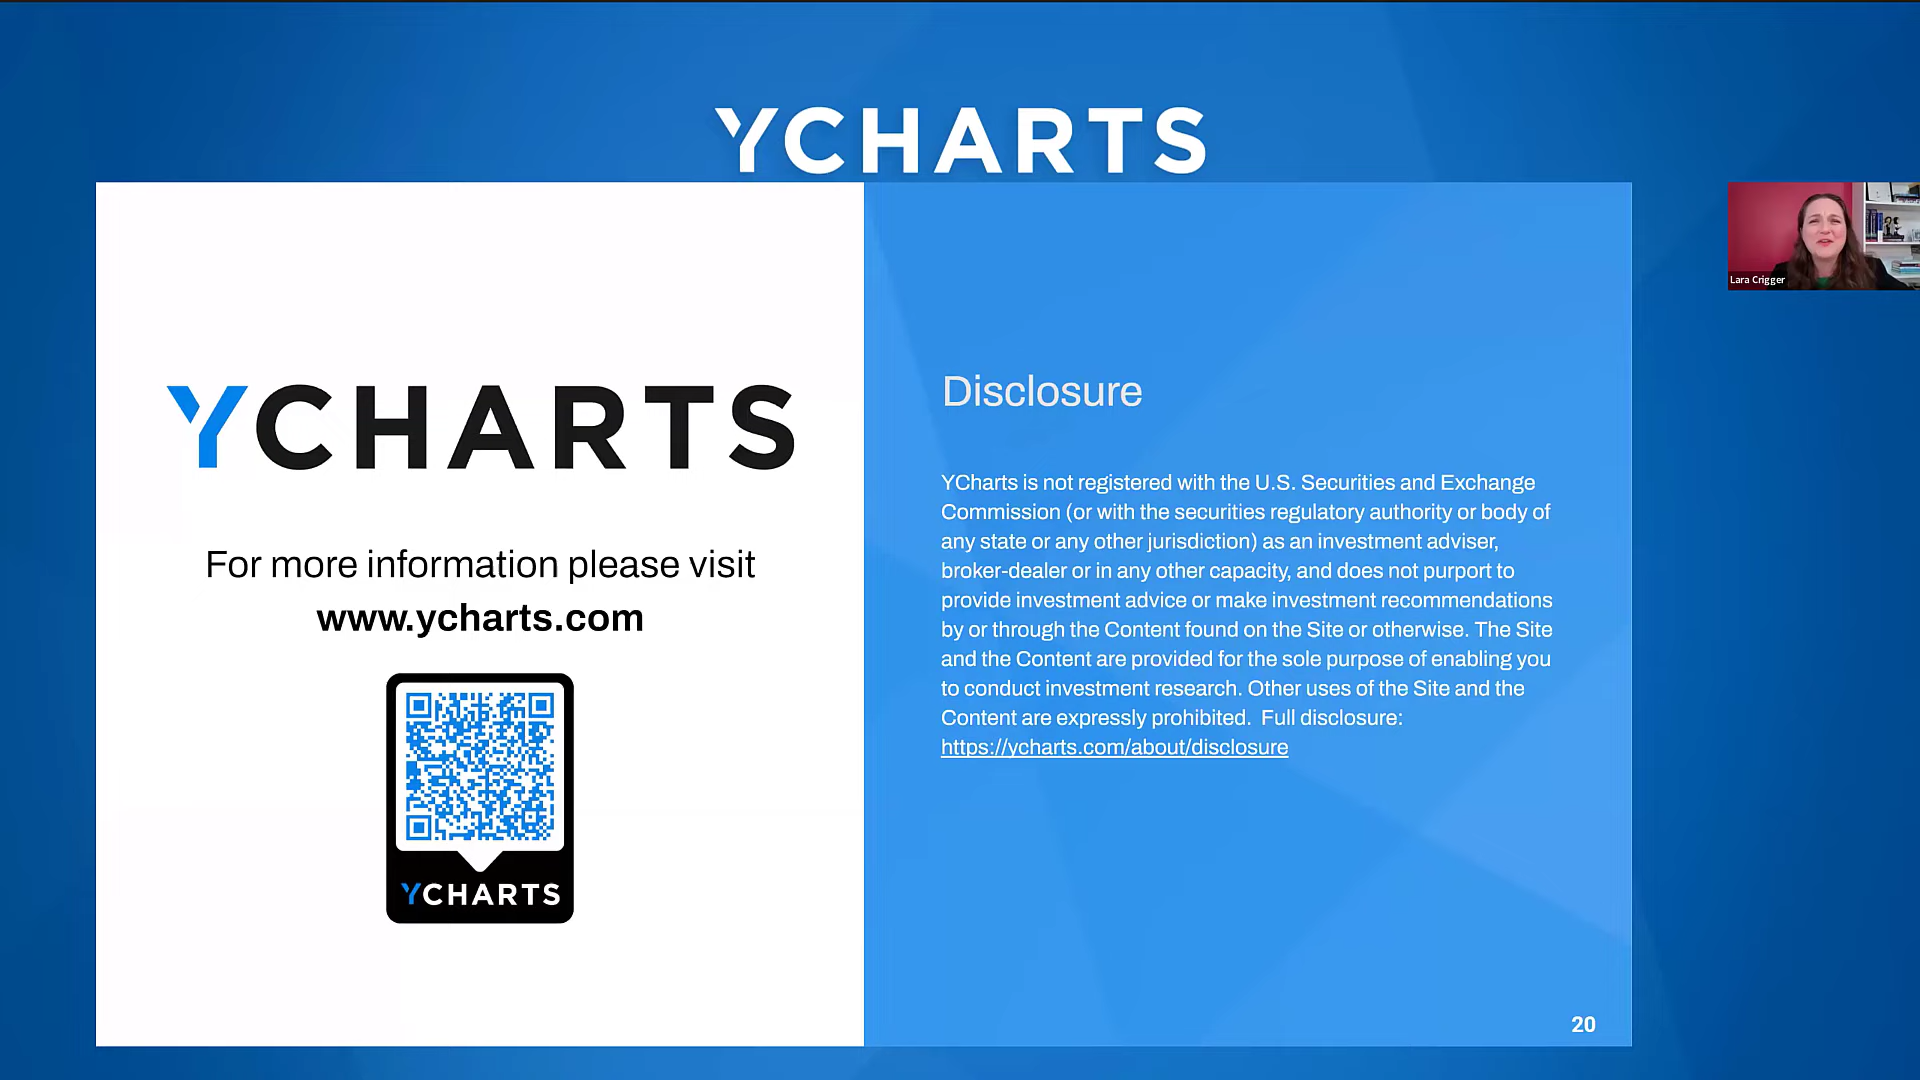 YCHARTS
Lara Crigger
YCHARTS
For more information please visit
www.ycharts.com
YCHARTS
Disclosure
YCharts is not registered with the U.S. Securities and Exchange
Commission (or with the securities regulatory authority or body of
any state or any other jurisdiction) as an investment adviser,
broker-dealer or in any other capacity, and does not purport to
provide investment advice or make investment recommendations
by or through the Content found on the Site or otherwise. The Site
and the Content are provided for the sole purpose of enabling you
to conduct investment research. Other uses of the Site and the
Content are expressly prohibited.  Full disclosure:
https://ycharts.com/about/disclosure
20